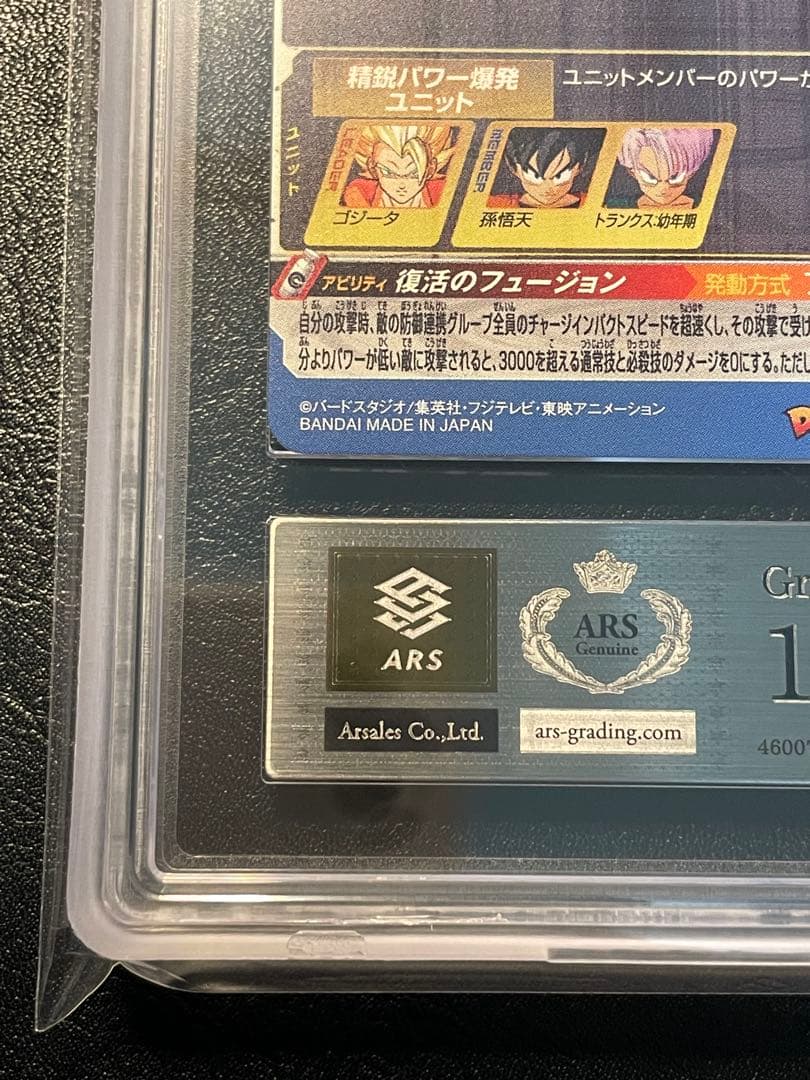 精鋭パワー爆発
ユニット
ユニットメンバーのパワーが
ユニット
LEADER
ゴジータ
MEMBER
孫悟天
トランクス:幼年期
アビリティ 復活のフュージョン
発動方式
自分の攻撃時、敵の防御連携グループ全員のチャージインパクトスピードを超速くし、その攻撃で受け
分よりパワーが低い敵に攻撃されると、3000を超える通常技と必殺技のダメージを0にする。ただし
©バードスタジオ/集英社・フジテレビ・東映アニメーション
BANDAI MADE IN JAPAN
ARS
Arsales Co.,Ltd.
ARS
Genuine
ars-grading.com
Gr
1
4600